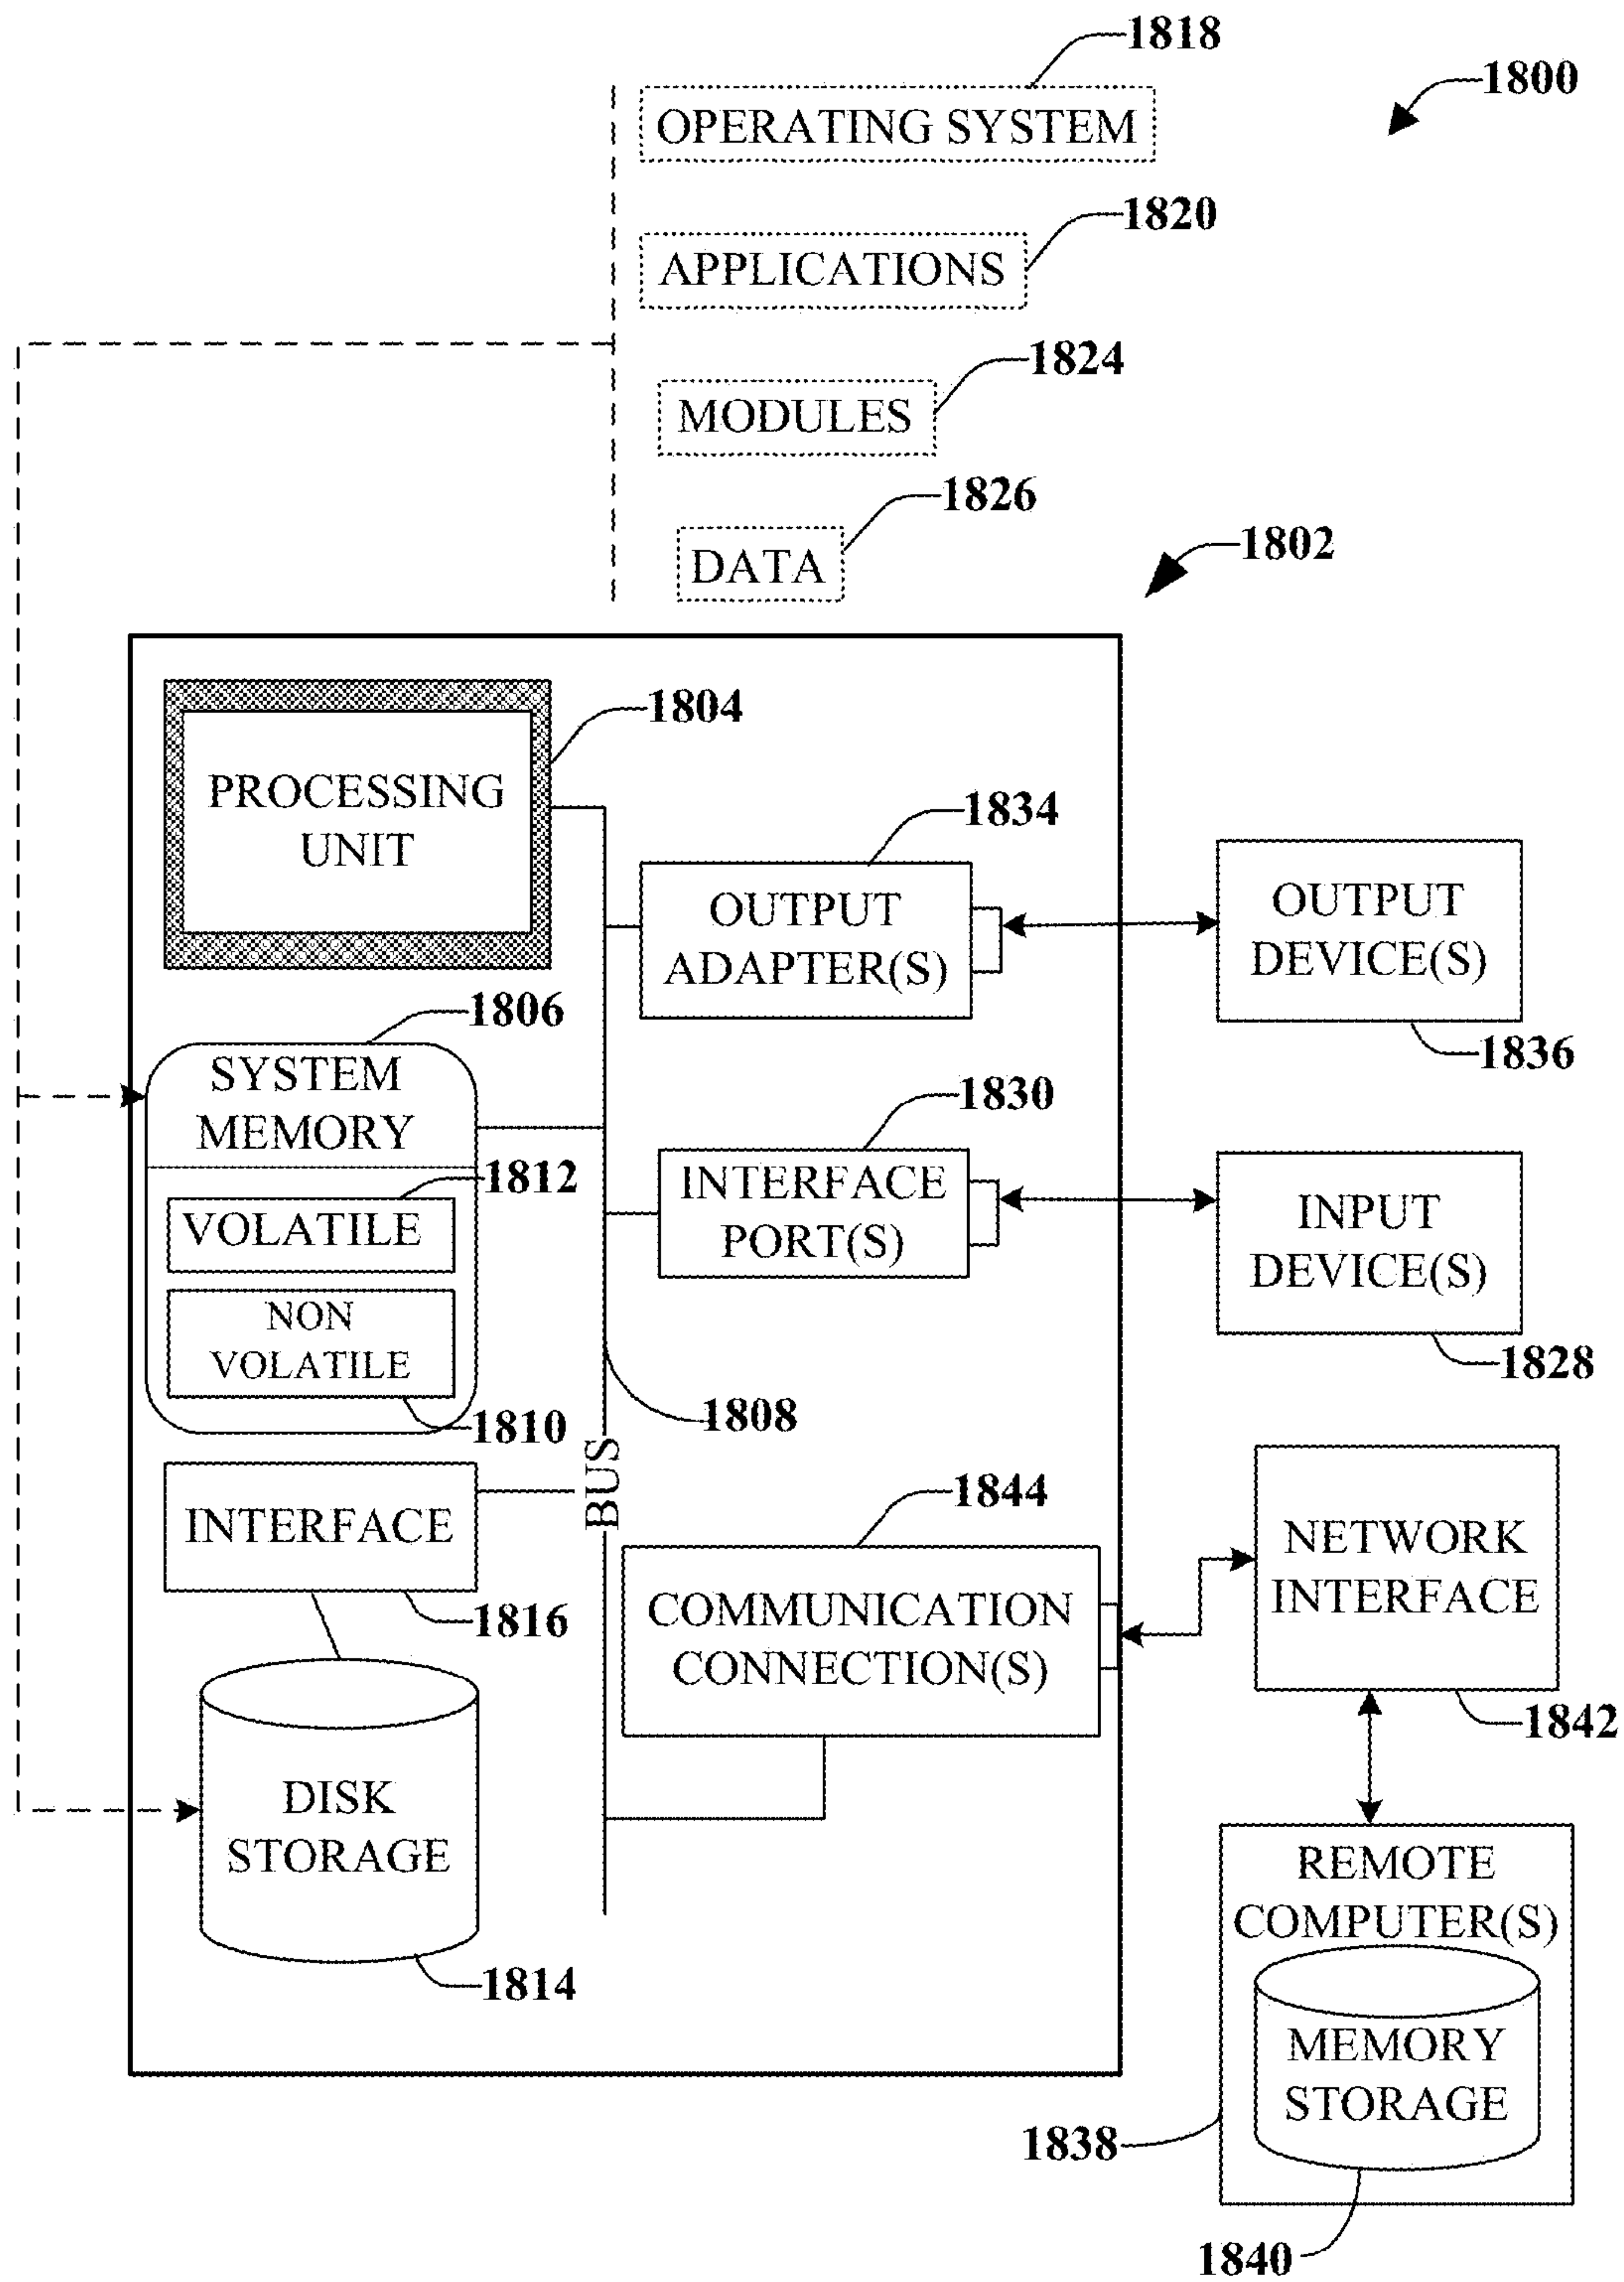 1818
1800
OPERATING SYSTEM
1820
APPLICATIONS
1824
MODULES
1826
DATA
1802
1804
PROCESSING
UNIT
1834
OUTPUT
ADAPTER(S)
OUTPUT
DEVICE(S)
1836
1806
SYSTEM
MEMORY
1812
VOLATILE
NON
VOLATILE
1810
1830
INTERFACE
PORT(S)
INPUT
DEVICE(S)
1828
1808
BUS
INTERFACE
1816
1844
COMMUNICATION
CONNECTION(S)
NETWORK
INTERFACE
1842
DISK
STORAGE
1814
REMOTE
COMPUTER(S)
MEMORY
STORAGE
1838
1840